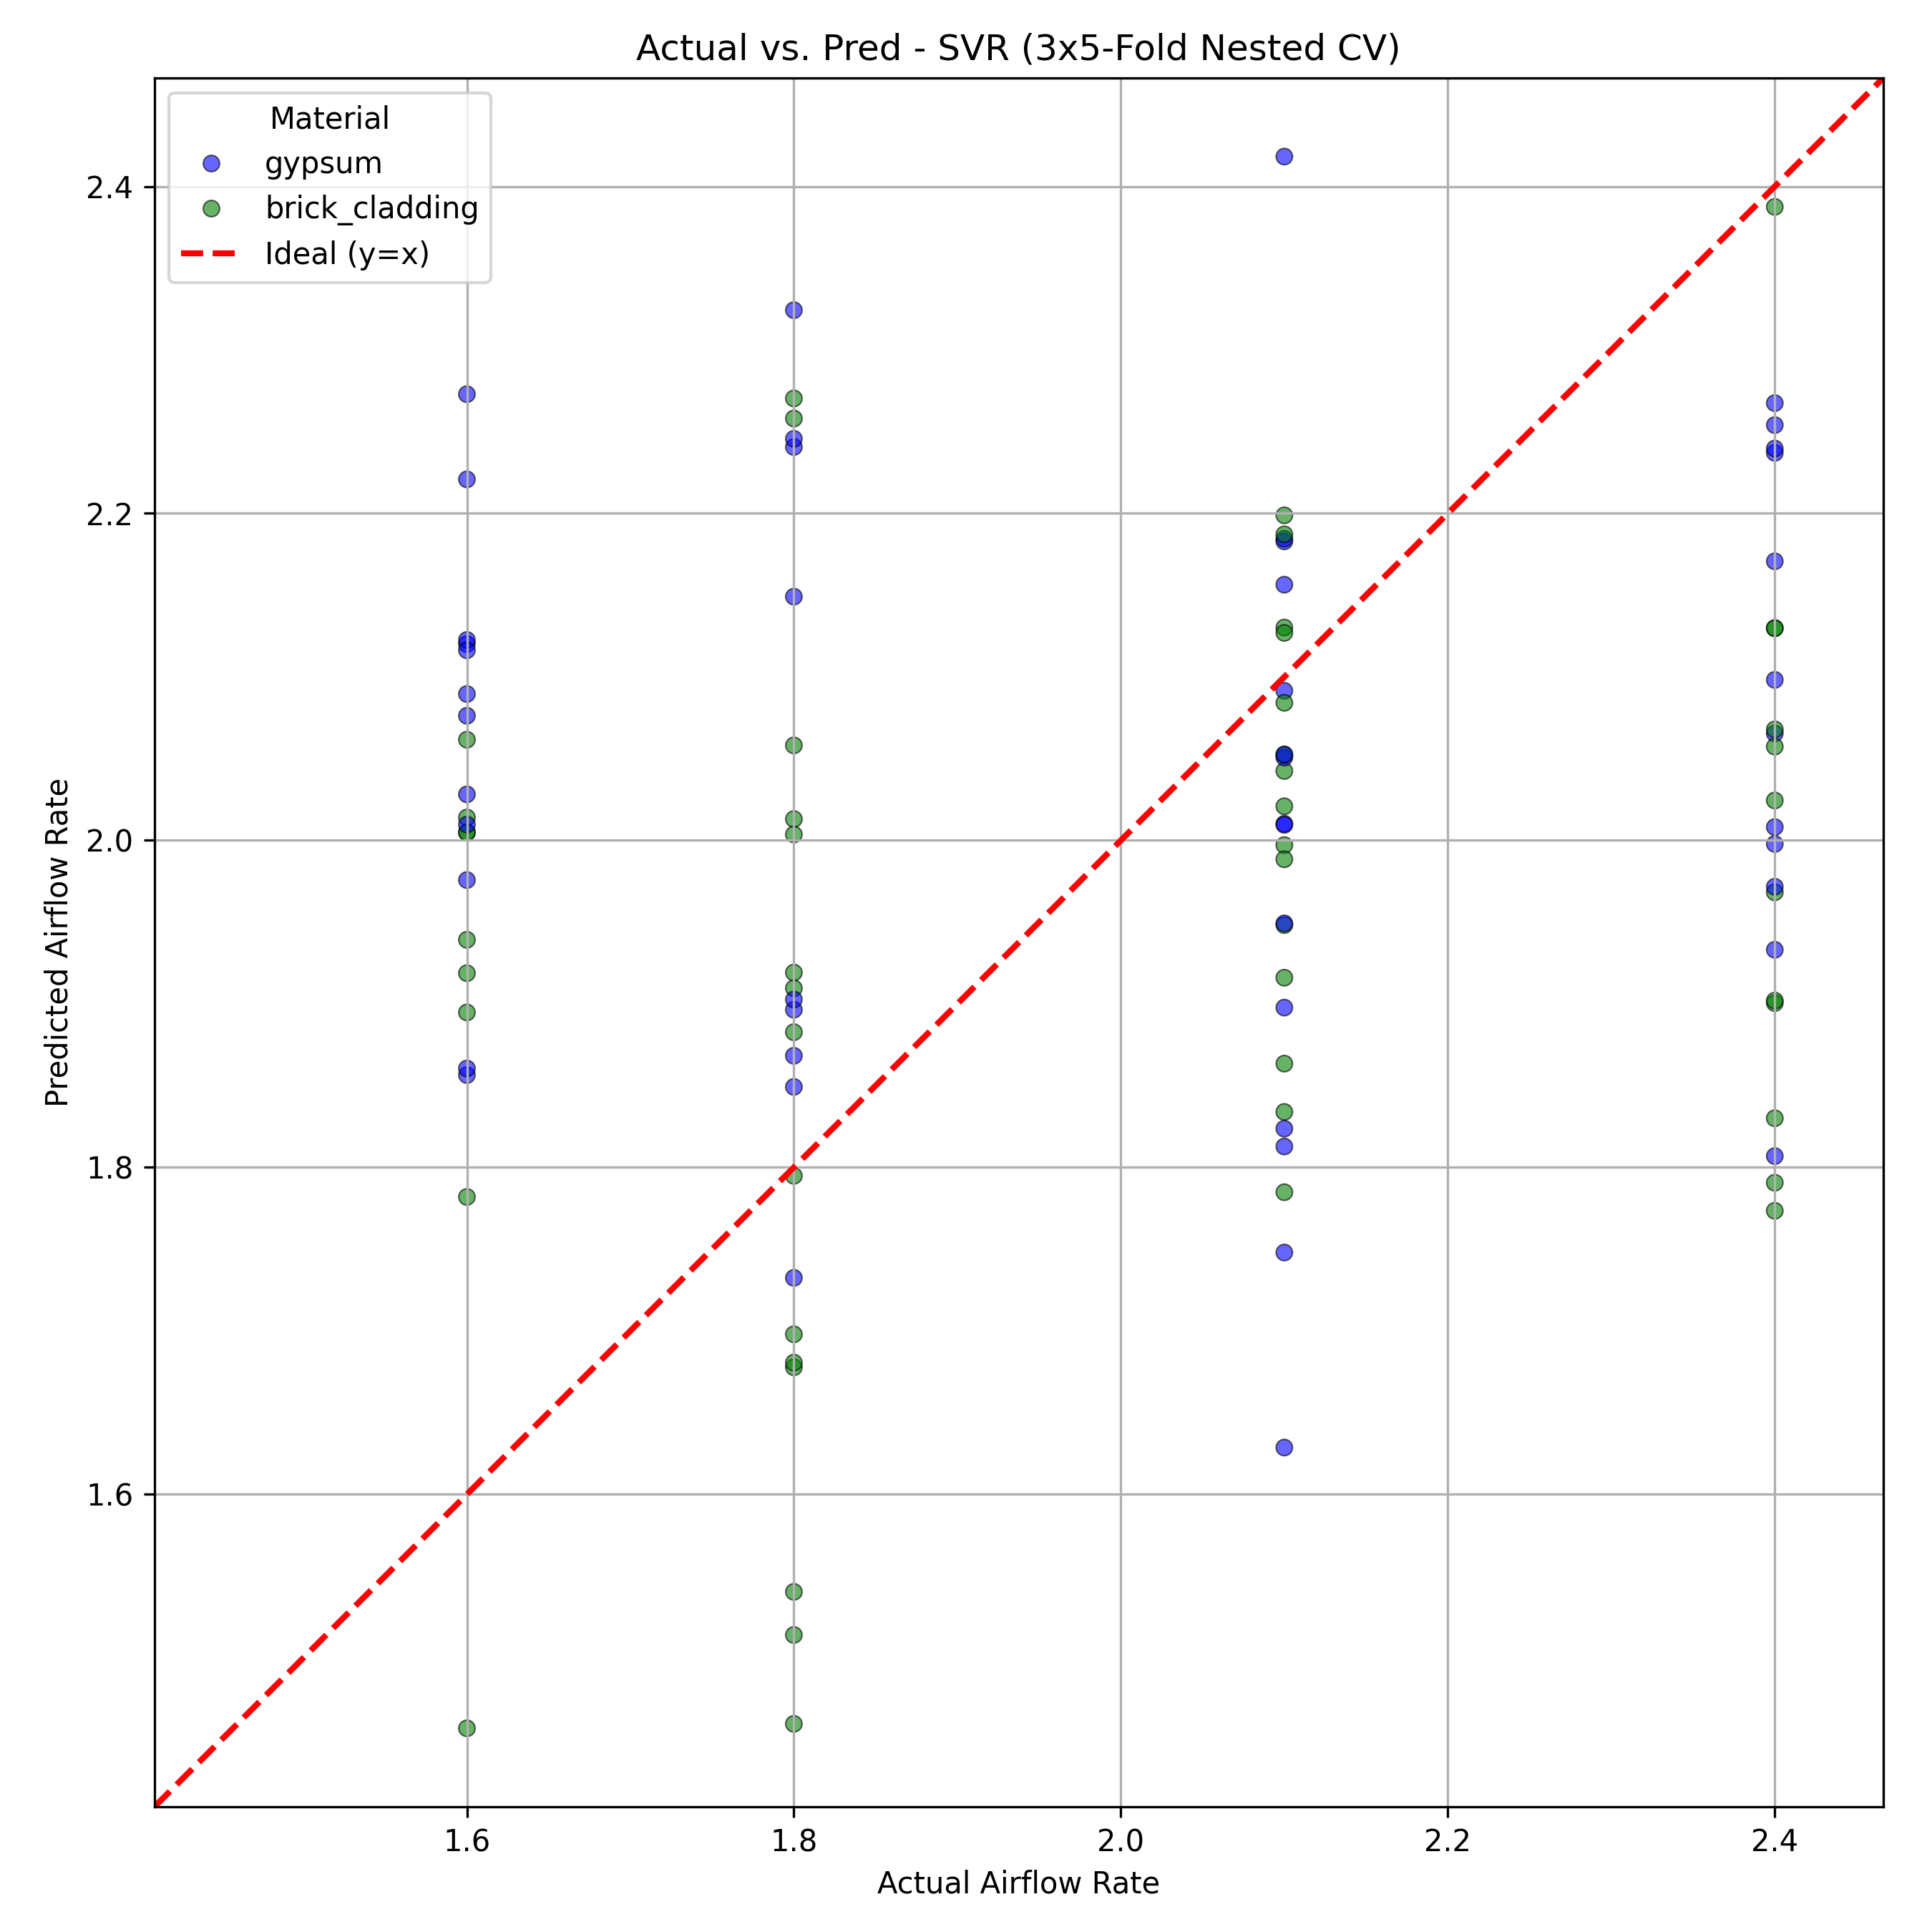 Actual vs. Pred - SVR (3x5-Fold Nested CV)
Material
gypsum
brick_cladding
Ideal (y=x)
2.4
2.2
2.0
1.8
1.6
Predicted Airflow Rate
1.6
1.8
2.0
2.2
2.4
Actual Airflow Rate